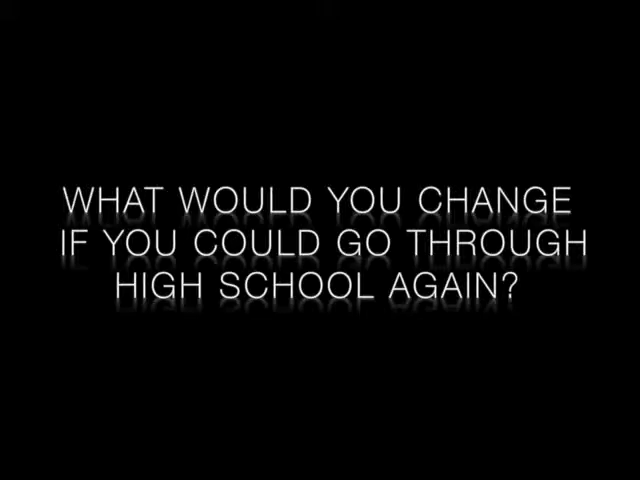 WHAT WOULD YOU CHANGE
IF YOU COULD GO THROUGH
HIGH SCHOOL AGAIN?